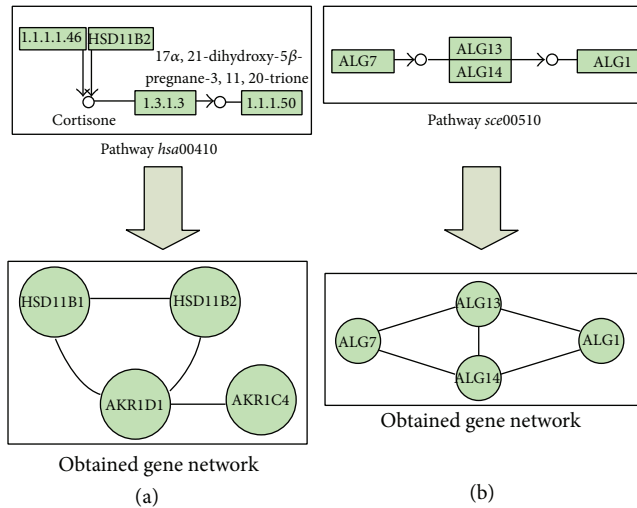 1.1.1.1.46
HSD11B2
17α, 21-dihydroxy-5β-
pregnane-3, 11, 20-trione
1.3.1.3
1.1.1.50
Cortisone
Pathway hsa00410
HSD11B1
HSD11B2
AKR1D1
AKR1C4
Obtained gene network
(a)
ALG7
ALG13
ALG14
ALG1
Pathway sce00510
ALG13
ALG7
ALG1
ALG14
Obtained gene network
(b)